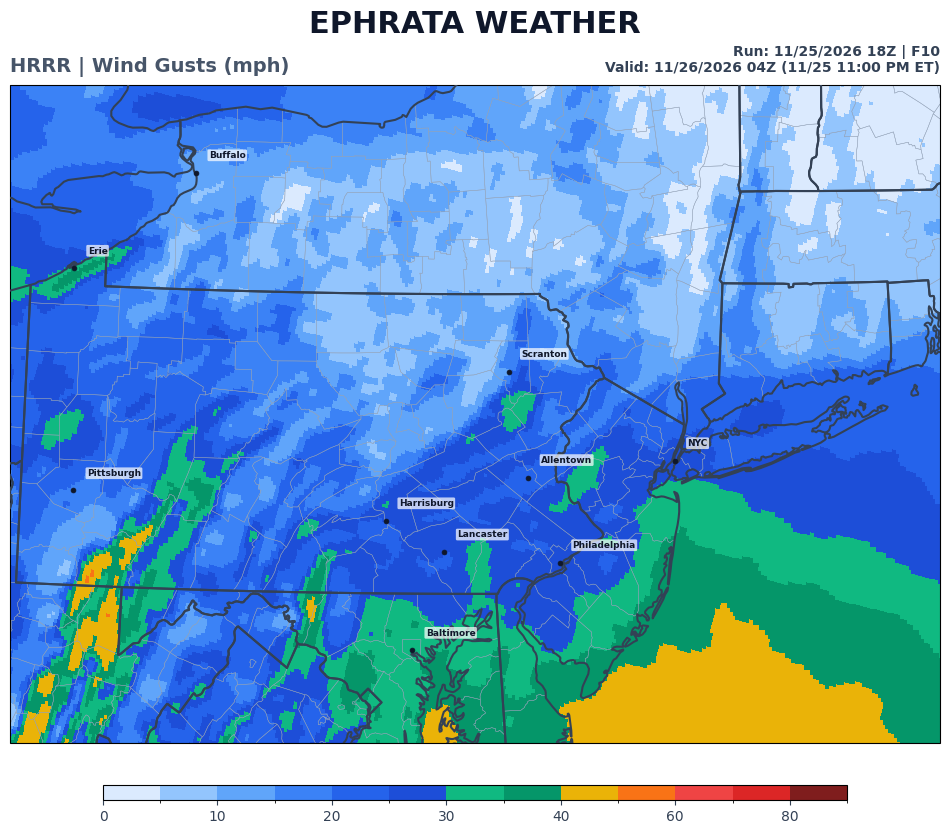 EPHRATA WEATHER
Run: 11/25/2026 18Z | F10
HRRR | Wind Gusts (mph)
Valid: 11/26/2026 04Z (11/25 11:00 PM ET)
Buffalo
Erie
Scranton
NYC
Allentown
Pittsburgh
Harrisburg
Lancaster
Philadelphia
Baltimore
0 10 20 30 40 50 60 70 80